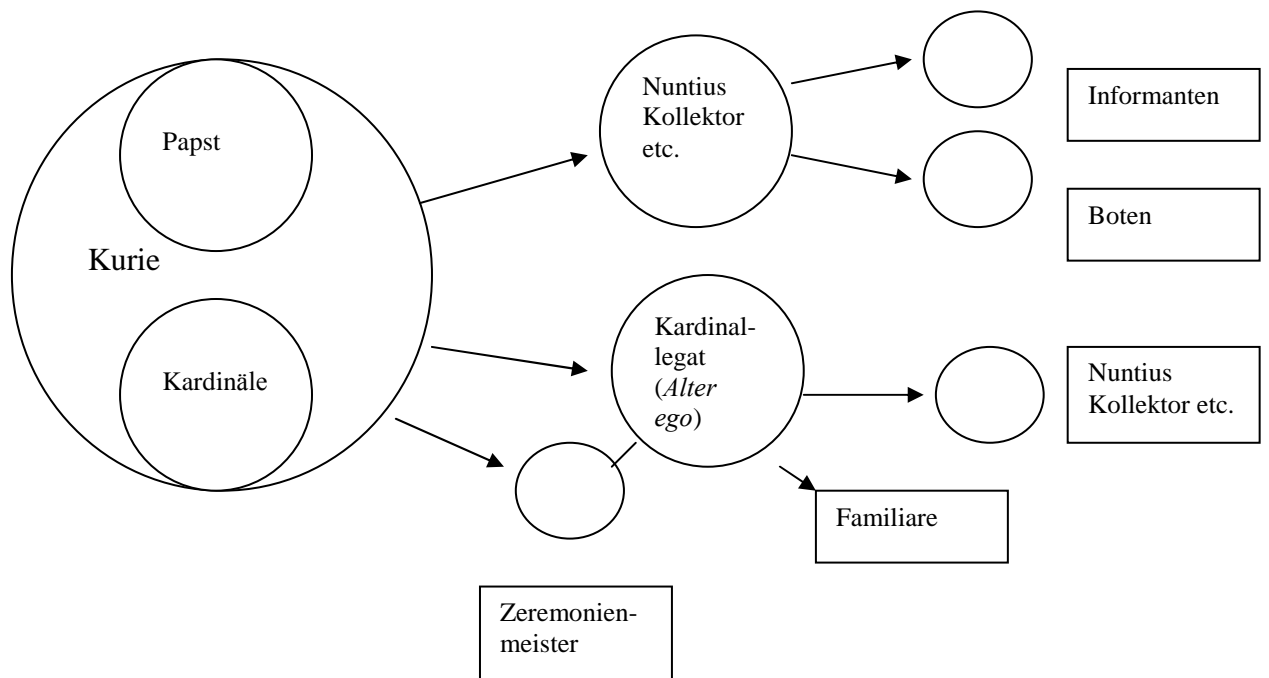 Papst
Kurie
Kardinäle
Nuntius
Kollektor
etc.
Informanten
Boten
Kardinal-
legat
(Alter
ego)
Nuntius
Kollektor etc.
Familiare
Zeremonien-
meister